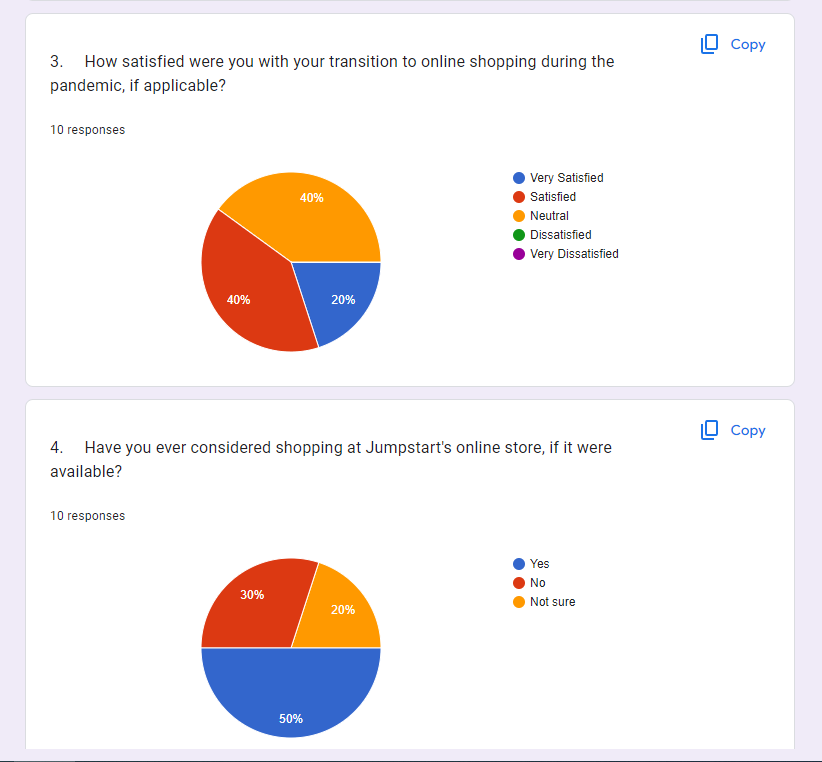 Copy
3. How satisfied were you with your transition to online shopping during the
pandemic, if applicable?
10 responses
40%
40%
20%
Very Satisfied
Satisfied
Neutral
Dissatisfied
Very Dissatisfied
Copy
4. Have you ever considered shopping at Jumpstart's online store, if it were
available?
10 responses
30%
20%
50%
Yes
No
Not sure